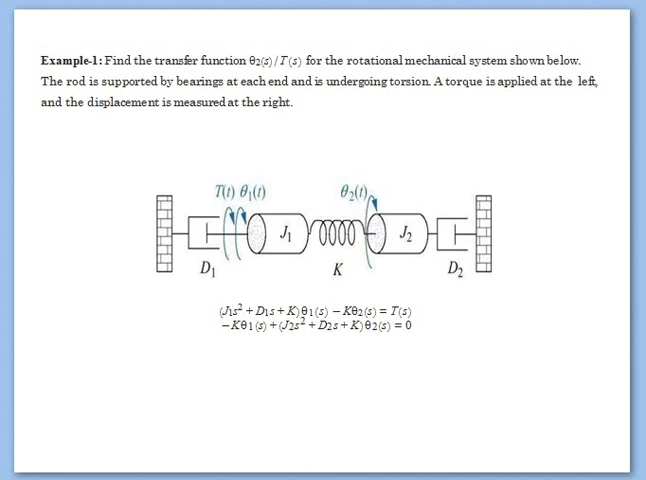 Example-1: Find the transfer function θ2(s)/T(s) for the rotational mechanical system shown below.
The rod is supported by bearings at each end and is undergoing torsion. A torque is applied at the left,
and the displacement is measured at the right.
T(t) θ₁(t) θ₂(t)
J₁ J₂
D₁ K D₂
(J1s² + D1s + K)θ1(s) − Kθ2(s) = T(s)
−Kθ1(s) + (J2s² + D2s + K)θ2(s) = 0